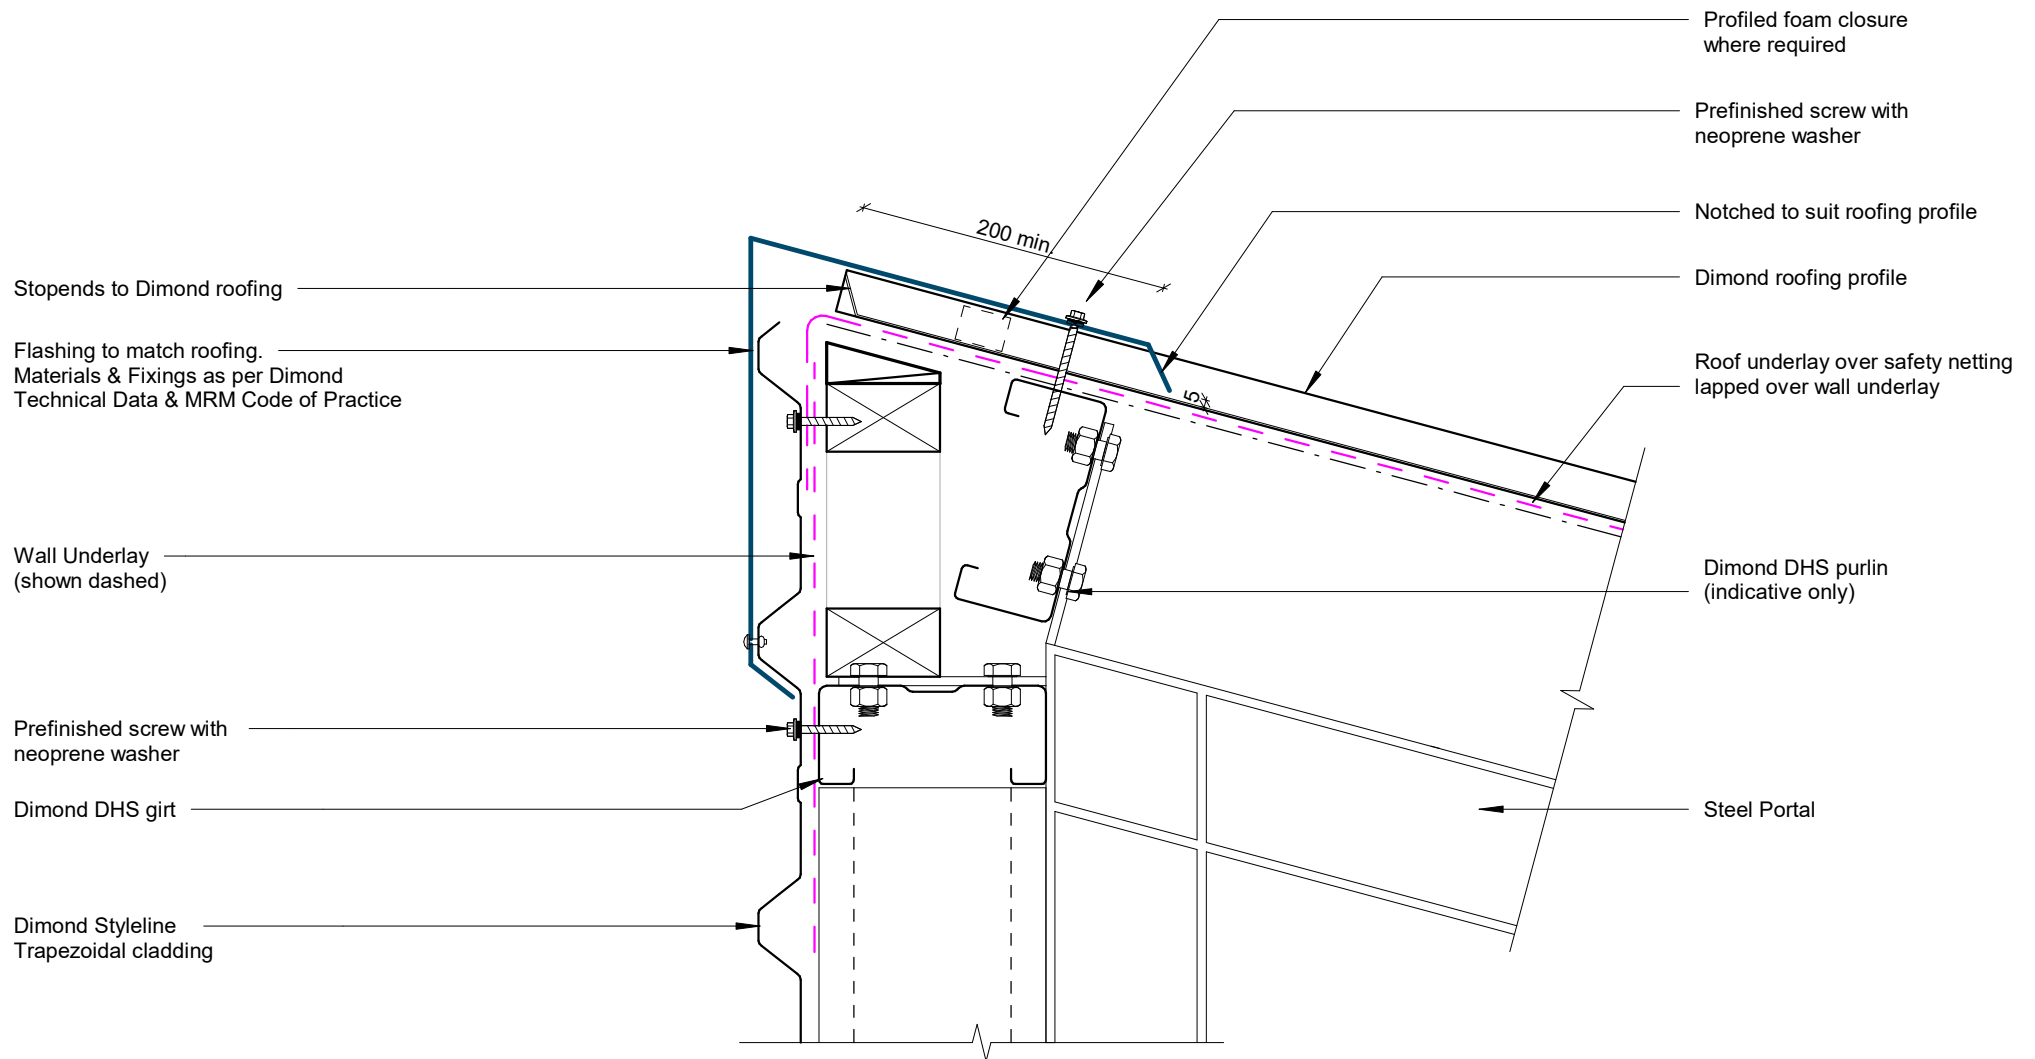 Profiled foam closure
where required
Prefinished screw with
neoprene washer
Notched to suit roofing profile
200 min.
Dimond roofing profile
Stopends to Dimond roofing
Flashing to match roofing.
Materials & Fixings as per Dimond
Technical Data & MRM Code of Practice
Roof underlay over safety netting
lapped over wall underlay
5
Wall Underlay
(shown dashed)
Dimond DHS purlin
(indicative only)
Prefinished screw with
neoprene washer
Dimond DHS girt
Steel Portal
Dimond Styleline
Trapezoidal cladding